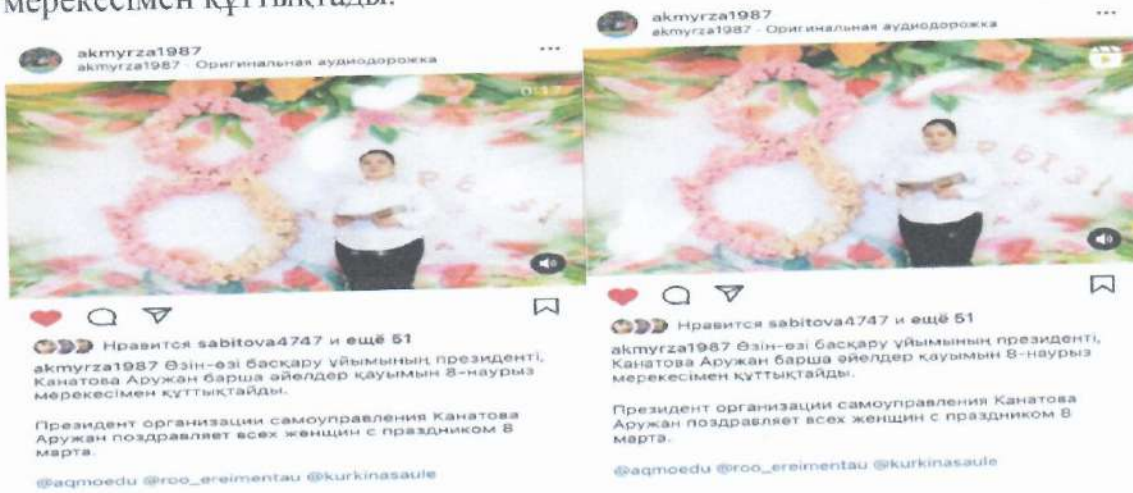 мерекесімен құттықтады.
akmyrza1987
akmyrza1987 · Оригинальная аудиодорожка
0:17
8
Нравится sabitova4747 и ещё 51
akmyrza1987 Өзін-өзі басқару ұйымының президенті,
Канатова Аружан барша әйелдер қауымын 8-наурыз
мерекесімен құттықтайды.
Президент организации самоуправления Канатова
Аружан поздравляет всех женщин с праздником 8
марта.
@aqmoedu @roo_ereimentau @kurkinasaule
akmyrza1987
akmyrza1987 · Оригинальная аудиодорожка
8
Нравится sabitova4747 и ещё 51
akmyrza1987 Өзін-өзі басқару ұйымының президенті,
Канатова Аружан барша әйелдер қауымын 8-наурыз
мерекесімен құттықтайды.
Президент организации самоуправления Канатова
Аружан поздравляет всех женщин с праздником 8
марта.
@aqmoedu @roo_ereimentau @kurkinasaule